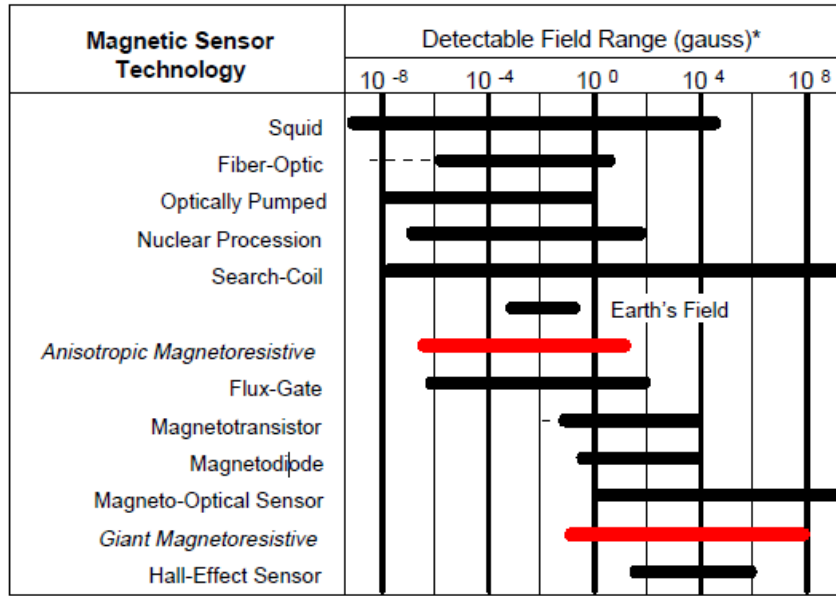 Magnetic Sensor Technology
Detectable Field Range (gauss)*
10 -8 10 -4 10 0 10 4 10 8
Squid
Fiber-Optic
Optically Pumped
Nuclear Procession
Search-Coil
Earth's Field
Anisotropic Magnetoresistive
Flux-Gate
Magnetotransistor
Magnetodiode
Magneto-Optical Sensor
Giant Magnetoresistive
Hall-Effect Sensor